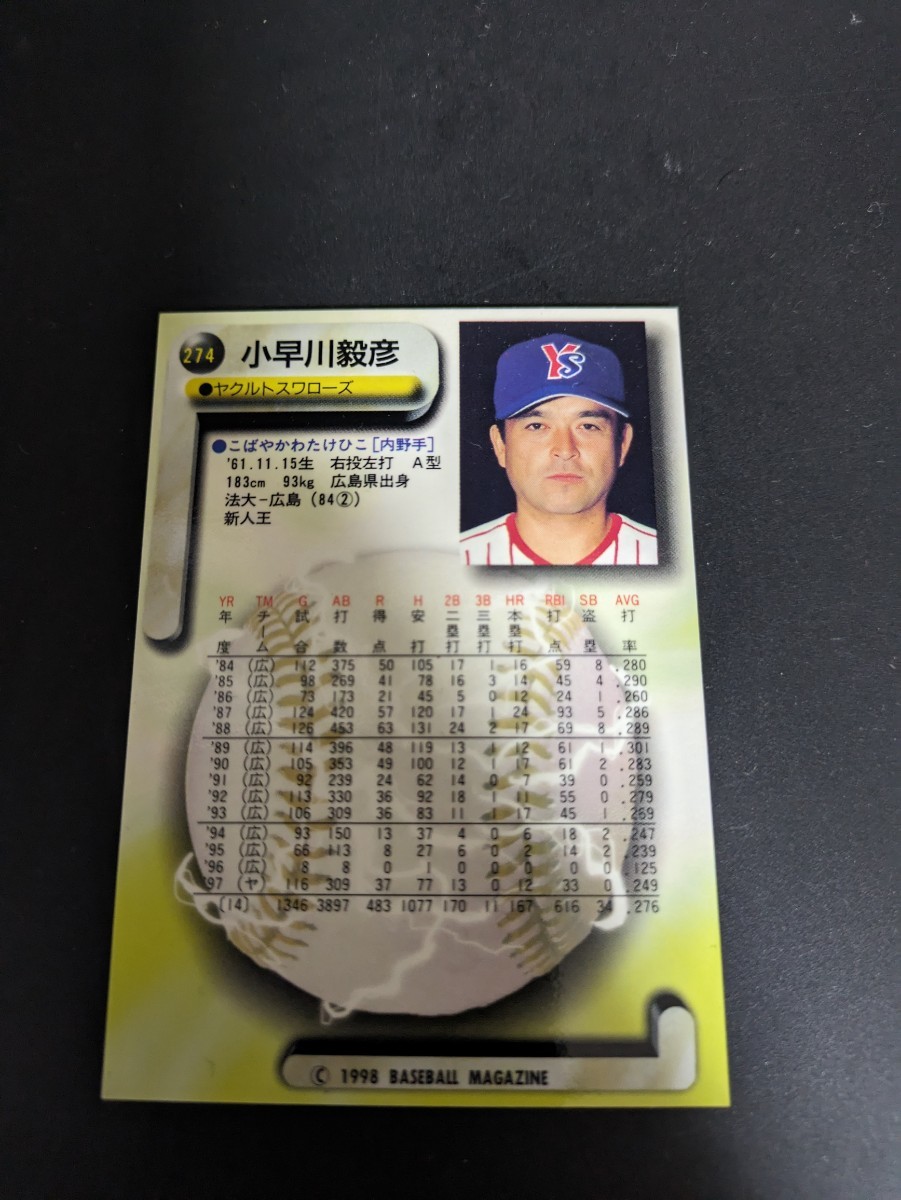 274 小早川毅彦
●ヤクルトスワローズ
YS
●こばやかわたけひこ[内野手]
'61.11.15生 右投左打 A型
183cm 93kg 広島県出身
法大−広島(84②)
新人王
YR TM G AB R H 2B 3B HR RBI SB AVG
年度 チーム 試合 打数 得点 安打 二塁打 三塁打 本塁打 打点 盗塁 打率
'84 (広) 112 375 50 105 17 1 16 59 8 .280
'85 (広) 98 269 41 78 16 3 14 45 4 .290
'86 (広) 73 173 21 45 5 0 12 24 1 .260
'87 (広) 124 420 57 120 17 1 24 93 5 .286
'88 (広) 126 453 63 131 24 2 17 69 8 .289
'89 (広) 114 396 48 119 13 1 12 61 1 .301
'90 (広) 105 353 49 100 12 1 17 61 2 .283
'91 (広) 92 239 24 62 14 0 7 39 0 .259
'92 (広) 113 330 36 92 18 1 11 55 0 .279
'93 (広) 106 309 36 83 11 1 17 45 1 .269
'94 (広) 93 150 13 37 4 0 6 18 2 .247
'95 (広) 66 113 8 27 6 0 2 14 2 .239
'96 (広) 8 8 0 1 0 0 0 0 0 .125
'97 (ヤ) 116 309 37 77 13 0 12 33 0 .249
(14) 1346 3897 483 1077 170 11 167 616 34 .276
© 1998 BASEBALL MAGAZINE